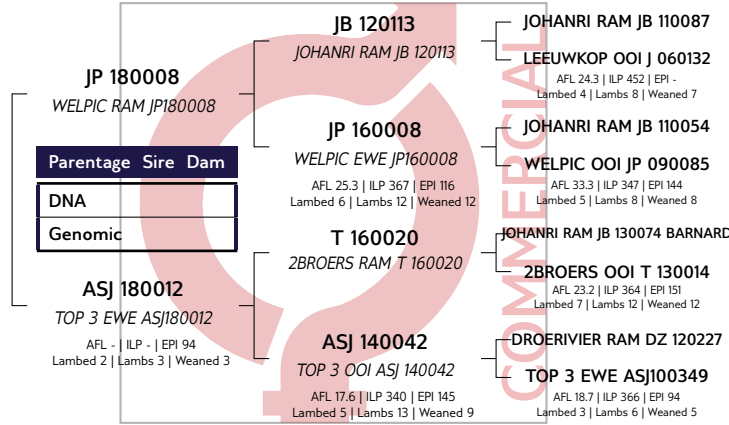 JP 180008
WELPIC RAM JP180008
Parentage Sire Dam
DNA
Genomic
ASJ 180012
TOP 3 EWE ASJ180012
AFL - | ILP - | EPI 94
Lambed 2 | Lambs 3 | Weaned 3
JB 120113
JOHANRI RAM JB 120113
JP 160008
WELPIC EWE JP160008
AFL 25.3 | ILP 367 | EPI 116
Lambed 6 | Lambs 12 | Weaned 12
T 160020
2BROERS RAM T 160020
ASJ 140042
TOP 3 OOI ASJ 140042
AFL 17.6 | ILP 340 | EPI 145
Lambed 5 | Lambs 13 | Weaned 9
JOHANRI RAM JB 110087
LEEUWKOP OOI J 060132
AFL 24.3 | ILP 452 | EPI -
Lambed 4 | Lambs 8 | Weaned 7
JOHANRI RAM JB 110054
WELPIC OOI JP 090085
AFL 33.3 | ILP 347 | EPI 144
Lambed 5 | Lambs 8 | Weaned 8
JOHANRI RAM JB 130074 BARNARD
2BROERS OOI T 130014
AFL 23.2 | ILP 364 | EPI 151
Lambed 7 | Lambs 12 | Weaned 12
DROERIVIER RAM DZ 120227
TOP 3 EWE ASJ100349
AFL 18.7 | ILP 366 | EPI 94
Lambed 3 | Lambs 6 | Weaned 5
COMMERCIAL